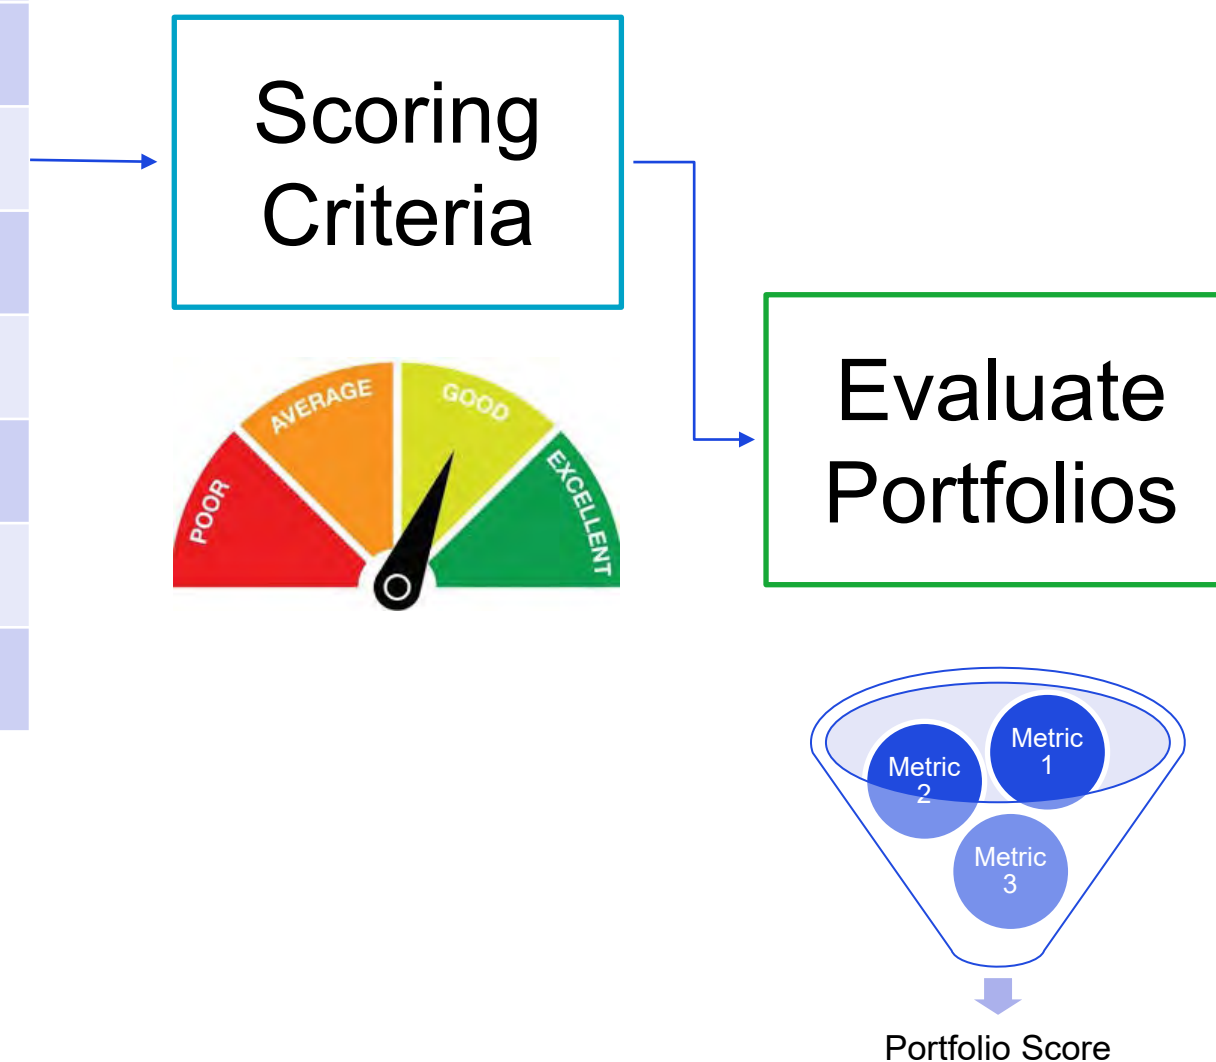 Scoring
Criteria
POOR
AVERAGE
GOOD
EXCELLENT
Evaluate
Portfolios
Metric
1
Metric
2
Metric
3
Portfolio Score